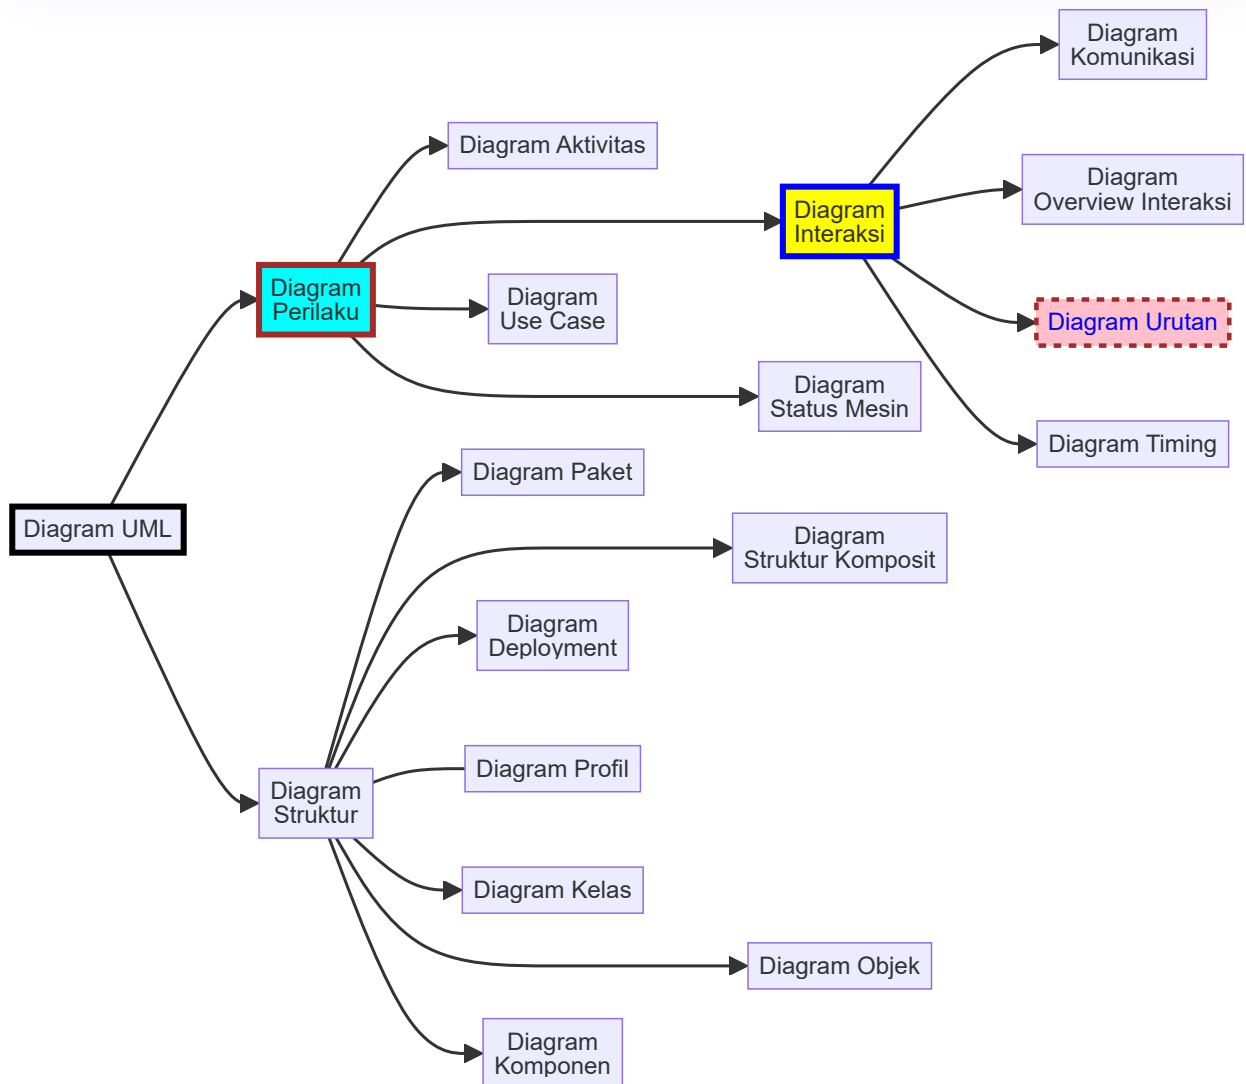 Diagram
Komunikasi
Diagram Aktivitas
Diagram
Overview Interaksi
Diagram
Interaksi
Diagram
Perilaku
Diagram
Use Case
Diagram Urutan
Diagram
Status Mesin
Diagram Timing
Diagram Paket
Diagram UML
Diagram
Struktur Komposit
Diagram
Deployment
Diagram Profil
Diagram
Struktur
Diagram Kelas
Diagram Objek
Diagram
Komponen